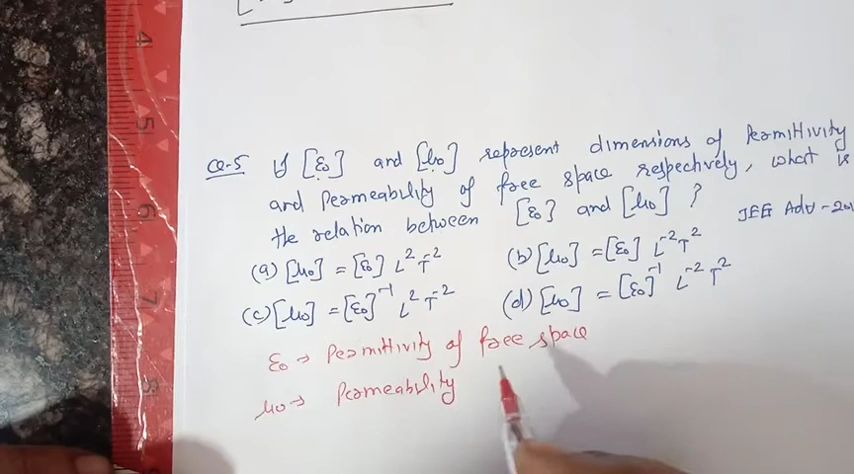 4
5
6
7
8
Q-5 If [ε₀] and [μ₀] represent dimensions of Permittivity
and Permeability of free space respectively, what is
the relation between [ε₀] and [μ₀] ?
JEE Adv -
(a) [μ₀] = [ε₀] L² T⁻² (b) [μ₀] = [ε₀] L⁻² T²
(c) [μ₀] = [ε₀]⁻¹ L² T⁻² (d) [μ₀] = [ε₀]⁻¹ L⁻² T²
ε₀ → Permittivity of free space
μ₀ → Permeability